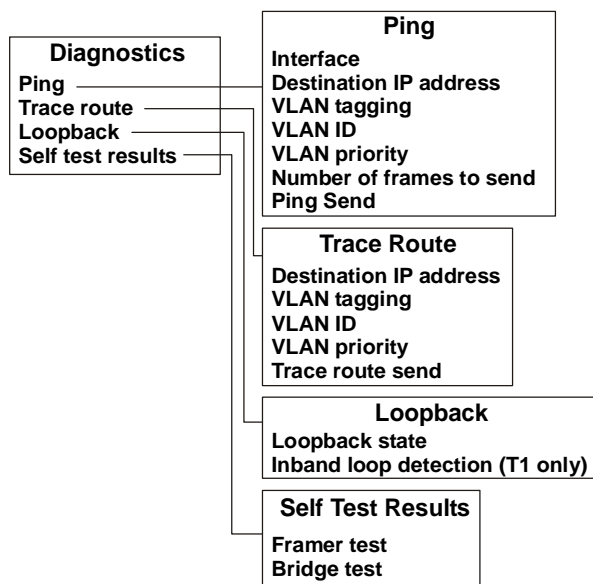 Diagnostics
Ping
Trace route
Loopback
Self test results
Ping
Interface
Destination IP address
VLAN tagging
VLAN ID
VLAN priority
Number of frames to send
Ping Send
Trace Route
Destination IP address
VLAN tagging
VLAN ID
VLAN priority
Trace route send
Loopback
Loopback state
Inband loop detection (T1 only)
Self Test Results
Framer test
Bridge test